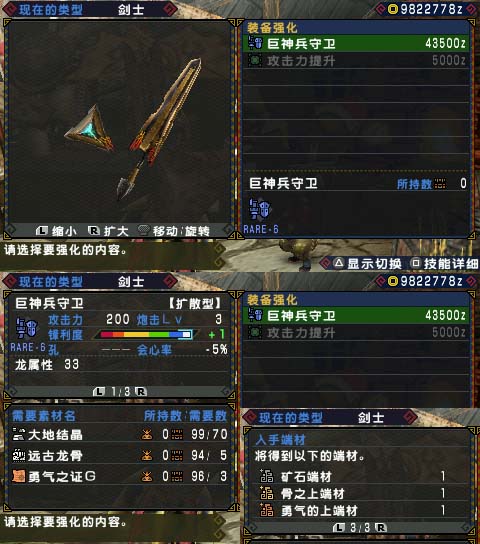 现在的类型 剑士
9822778z
装备强化
巨神兵守卫 43500z
攻击力提升 5000z
巨神兵守卫 所持数 0
RARE-6
L 缩小 R 扩大 移动/旋转
请选择要强化的内容。
△显示切换 □技能详细
现在的类型 剑士
9822778z
巨神兵守卫 【扩散型】
攻击力 200 炮击Lv 3
锋利度 +1
RARE-6 孔 --- 会心率 -5%
龙属性 33
L 1/3 R
装备强化
巨神兵守卫 43500z
攻击力提升 5000z
需要素材名 所持数/需要数
大地结晶 0 99/70
远古龙骨 0 94/ 5
勇气之证G 0 96/ 3
请选择要强化的内容。
现在的类型 剑士
入手端材
将得到以下的端材。
矿石端材 1
骨之上端材 1
勇气的上端材 1
L 3/3 R